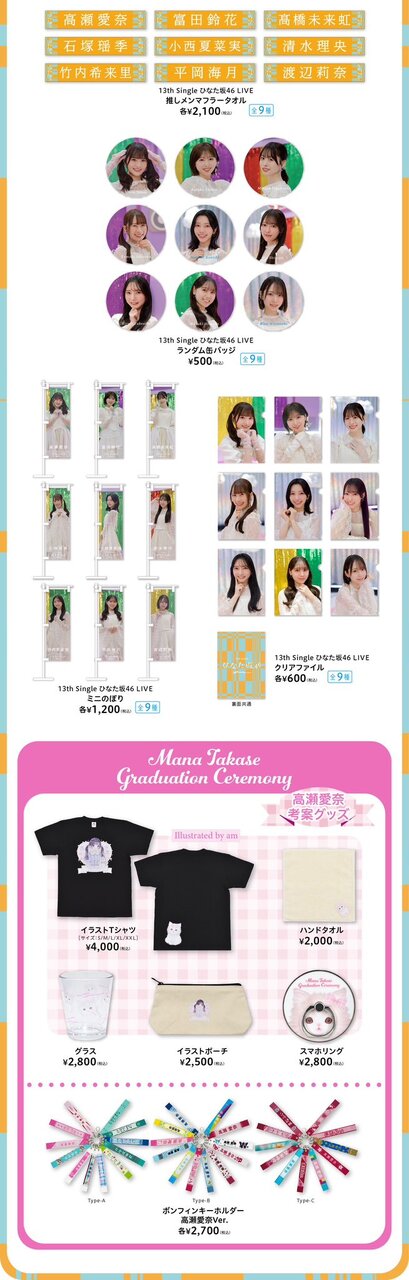 高瀬愛奈 富田鈴花 髙橋未来虹
石塚瑶季 小西夏菜実 清水理央
竹内希来里 平岡海月 渡辺莉奈
13th Single ひなた坂46 LIVE
推しメンマフラータオル
各¥2,100(税込) 全9種
13th Single ひなた坂46 LIVE
ランダム缶バッジ
¥500(税込) 全9種
13th Single ひなた坂46 LIVE
ミニのぼり
各¥1,200(税込) 全9種
ひなた坂46
裏面共通
13th Single ひなた坂46 LIVE
クリアファイル
各¥600(税込) 全9種
Mana Takase
Graduation Ceremony
高瀬愛奈
考案グッズ
Illustrated by am
イラストTシャツ
(サイズ:S/M/L/XL/XXL)
¥4,000(税込)
ハンドタオル
¥2,000(税込)
グラス
¥2,800(税込)
イラストポーチ
¥2,500(税込)
Mana Takase
Graduation Ceremony
スマホリング
¥2,800(税込)
Type-A
Type-B
Type-C
ボンフィンキーホルダー
高瀬愛奈Ver.
各¥2,700(税込)